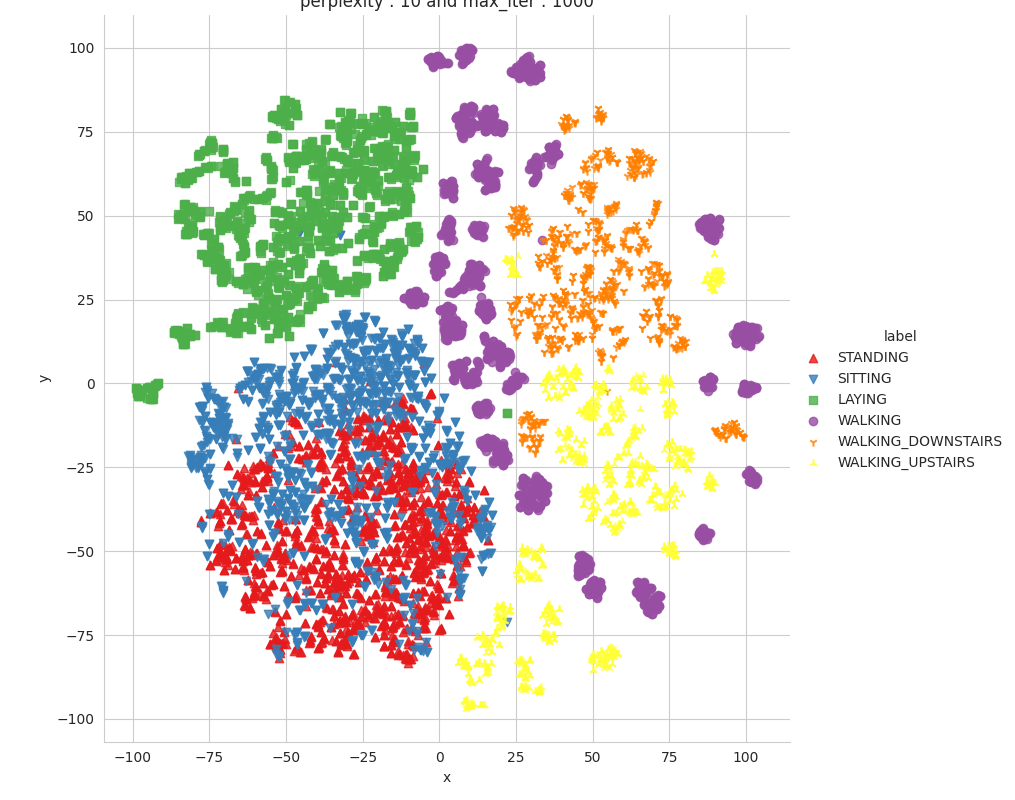 perplexity : 10 and max_iter : 1000
100
75
50
25
0
−25
−50
−75
−100
y
−100 −75 −50 −25 0 25 50 75 100
x
label
STANDING
SITTING
LAYING
WALKING
WALKING_DOWNSTAIRS
WALKING_UPSTAIRS